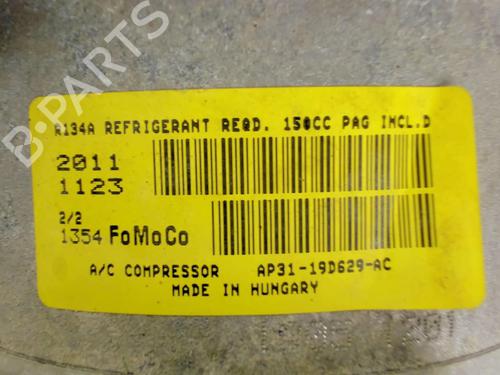 R134A REFRIGERANT REQD. 150CC PAG INCL.D
2011
1123
2/2
1354 FoMoCo
A/C COMPRESSOR AP31-19D629-AC
MADE IN HUNGARY
B-PARTS